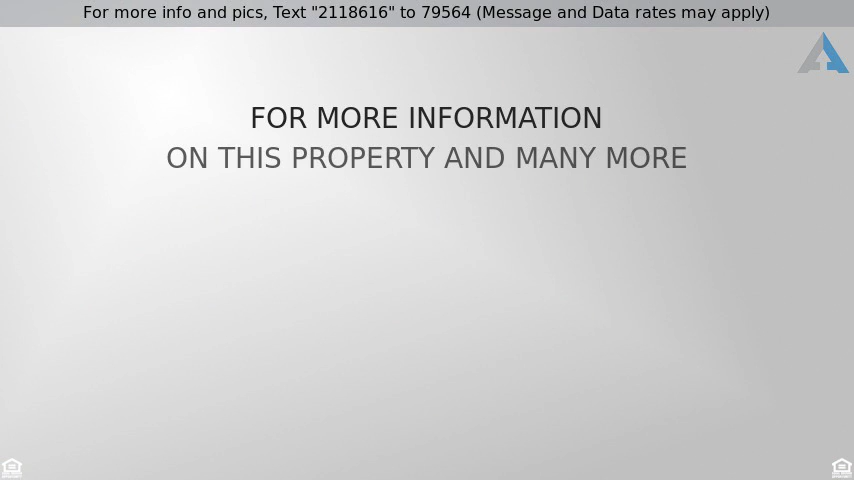 For more info and pics, Text "2118616" to 79564 (Message and Data rates may apply)
FOR MORE INFORMATION
ON THIS PROPERTY AND MANY MORE